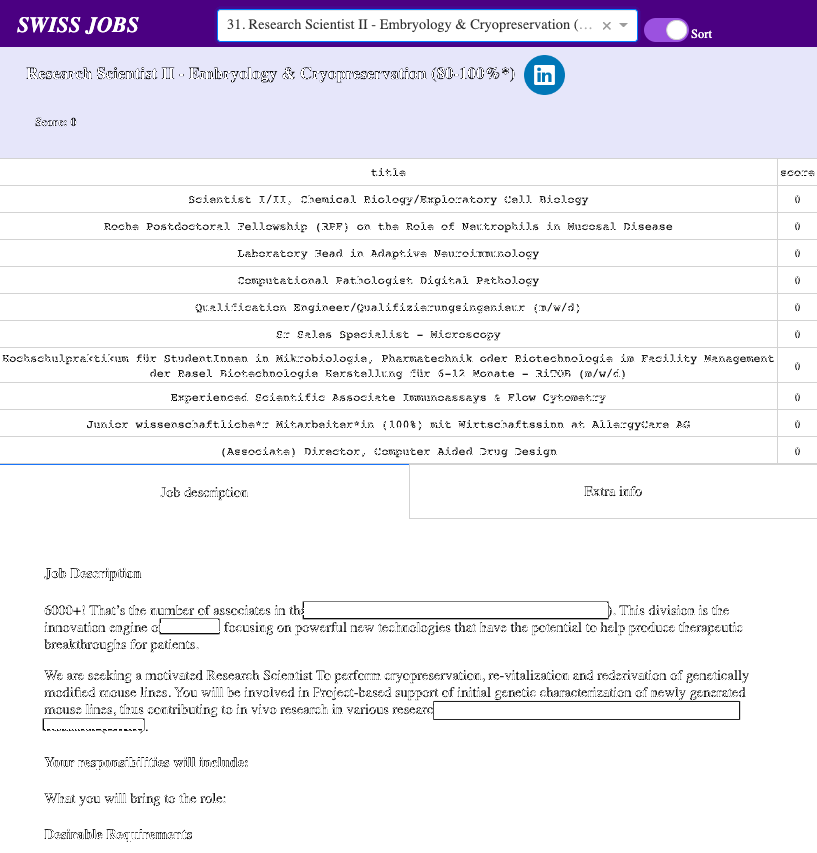 SWISS JOBS
31. Research Scientist II - Embryology & Cryopreservation (...
Sort
Research Scientist II - Embryology & Cryopreservation (80-100%*)
in
Score: 0
title score
Scientist I/II, Chemical Biology/Exploratory Cell Biology 0
Roche Postdoctoral Fellowship (RPF) on the Role of Neutrophils in Mucosal Disease 0
Laboratory Head in Adaptive Neuroimmunology 0
Computational Pathologist Digital Pathology 0
Qualification Engineer/Qualifizierungsingenieur (m/w/d) 0
Sr Sales Specialist - Microscopy 0
Hochschulpraktikum für StudentInnen in Mikrobiologie, Pharmatechnik oder Biotechnologie im Facility Management
der Basel Biotechnologie Herstellung für 6-12 Monate - RiTOB (m/w/d) 0
Experienced Scientific Associate Immunoassays & Flow Cytometry 0
Junior wissenschaftliche*r Mitarbeiter*in (100%) mit Wirtschaftssinn at AllergyCare AG 0
(Associate) Director, Computer Aided Drug Design 0
Job description Extra info
Job Description
6000+! That's the number of associates in ). This division is the
innovation engine focusing on powerful new technologies that have the potential to help produce therapeutic
breakthroughs for patients.
We are seeking a motivated Research Scientist To perform cryopreservation, re-vitalization and rederivation of genetically
modified mouse lines. You will be involved in Project-based support of initial genetic characterization of newly generated
mouse lines, thus contributing to in vivo research in various
.
Your responsibilities will include:
What you will bring to the role:
Desirable Requirements